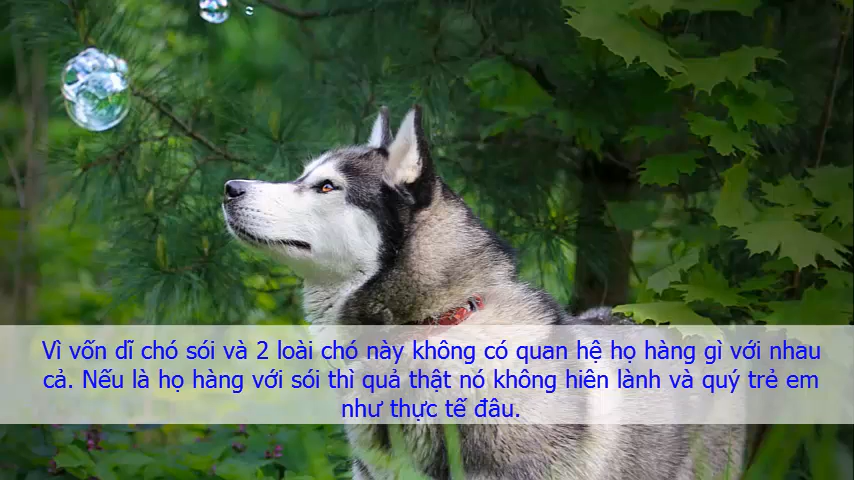 Vì vốn dĩ chó sói và 2 loài chó này không có quan hệ họ hàng gì với nhau
cả. Nếu là họ hàng với sói thì quả thật nó không hiên lành và quý trẻ em
như thực tế đâu.